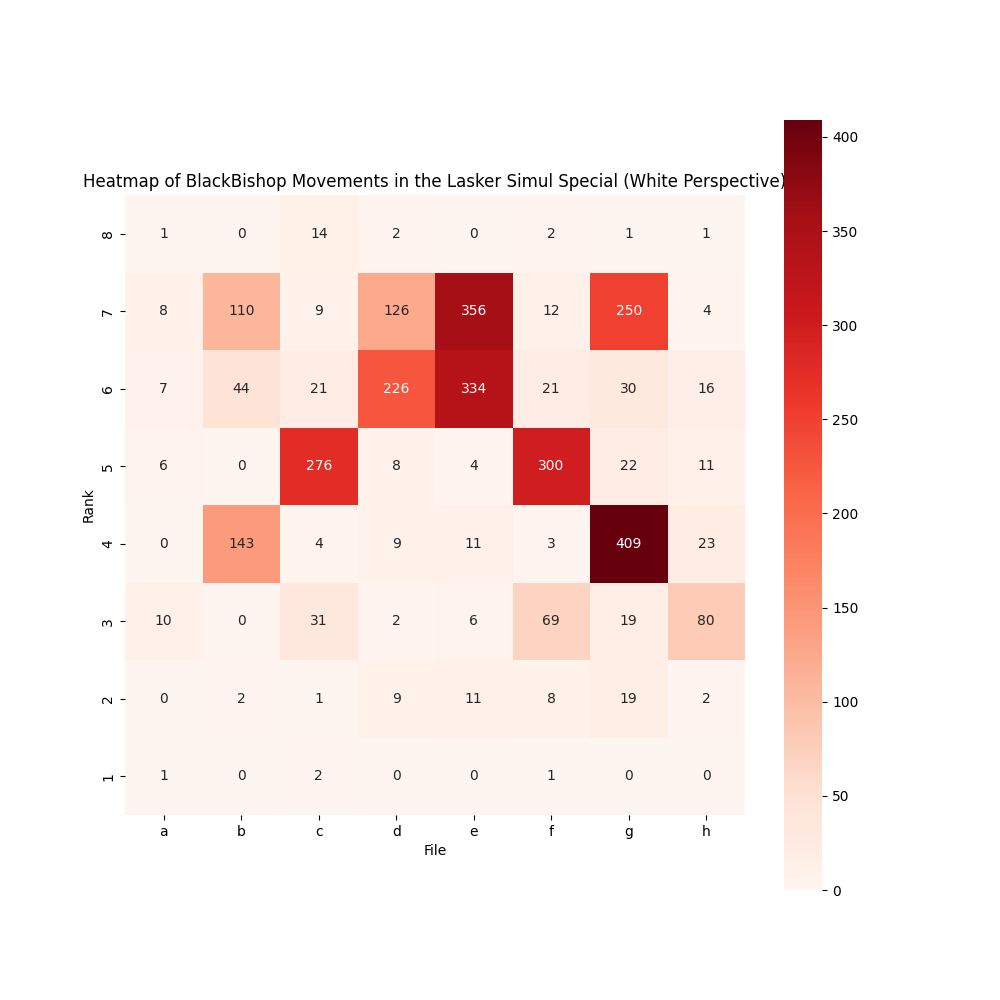 Heatmap of BlackBishop Movements in the Lasker Simul Special (White Perspective)
8 1 0 14 2 0 2 1 1
7 8 110 9 126 356 12 250 4
6 7 44 21 226 334 21 30 16
5 6 0 276 8 4 300 22 11
Rank
4 0 143 4 9 11 3 409 23
3 10 0 31 2 6 69 19 80
2 0 2 1 9 11 8 19 2
1 1 0 2 0 0 1 0 0
a b c d e f g h
File
400
350
300
250
200
150
100
50
0